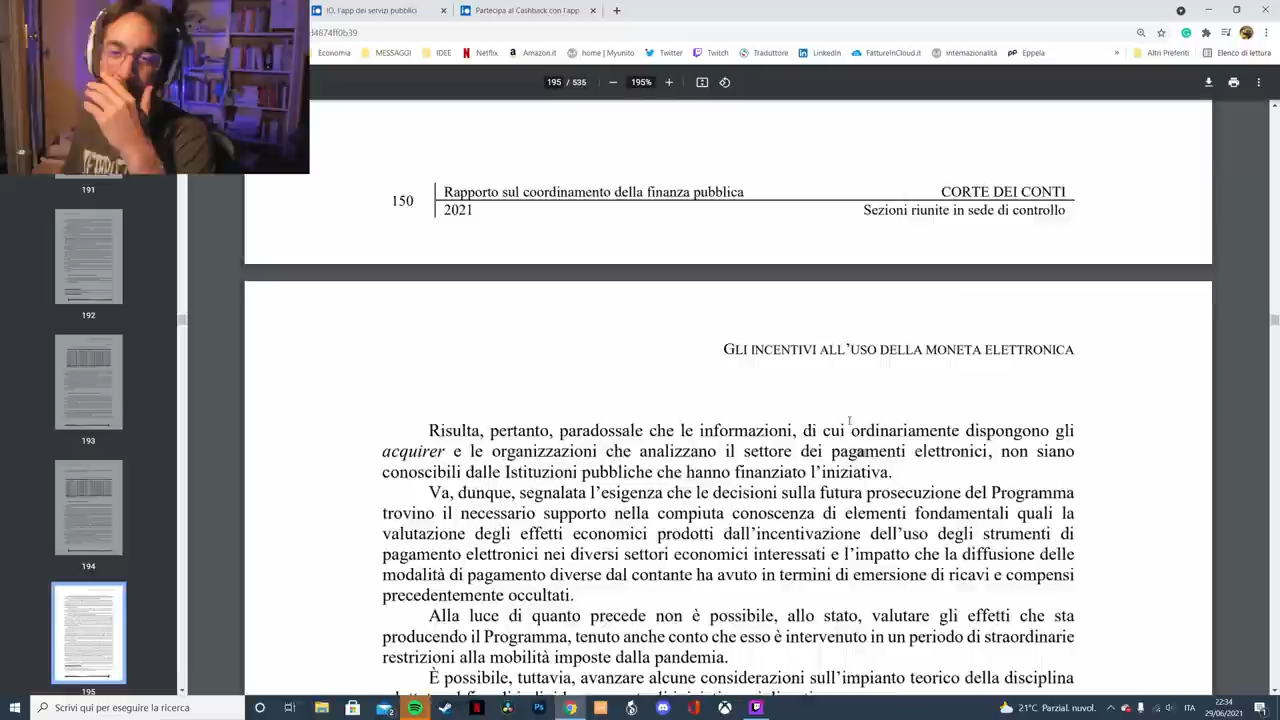 IO, l'app dei servizi pubblici
Partecipa al Cashback con l'app
d4874ff0b39
Economia
MESSAGGI
IDEE
Netflix
Amazon.it
home | Myunito
Twitter
Twitch
Traduttore
LinkedIn
FattureInCloud.it
internazionalità
Eppela
»
Altri Preferiti
Elenco di lettura
195 / 535
195%
191
192
193
194
195
150
Rapporto sul coordinamento della finanza pubblica
CORTE DEI CONTI
2021
Sezioni riunite in sede di controllo
GLI INCENTIVI ALL'USO DELLA MONETA ELETTRONICA
Risulta, pertanto, paradossale che le informazioni, di cui ordinariamente dispongono gli
acquirer e le organizzazioni che analizzano il settore dei pagamenti elettronici, non siano
conoscibili dalle Istituzioni pubbliche che hanno finanziato l'iniziativa.
Va, dunque, segnalata l'esigenza che le decisioni sulla futura prosecuzione del Programma
trovino il necessario supporto nella compiuta conoscenza di elementi fondamentali quali la
valutazione degli effetti economici prodotti dall'incentivazione dell'uso degli strumenti di
pagamento elettronici nei diversi settori economici interessati e l'impatto che la diffusione delle
modalità di pagamento diverse dal contante ha avuto in termini di emersione di ricavi e compensi
precedentemente occultati.
Alla luce di quanto precede non è possibile, allo stato, valutare gli effetti che sta
producendo il Programma, tenuto anche conto che esso è intervenuto in un periodo di straordinarie
restrizioni alla mobilità imposte dalla pandemia.
È possibile, tuttavia, avanzare alcune considerazioni sull'impianto teorico della disciplina
Scrivi qui per eseguire la ricerca
21°C Parzial. nuvol.
ITA
22:34
29/06/2021